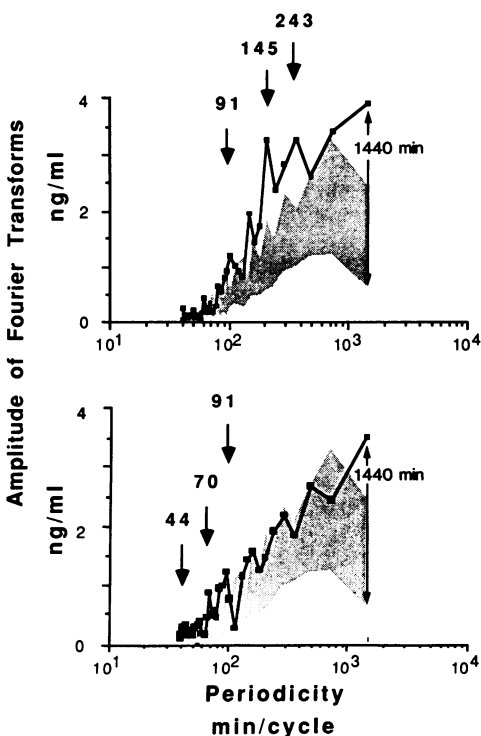 243
145
91
4
2
0
ng/ml
1440 min
10¹ 10² 10³ 10⁴
Amplitude of Fourier Transforms
91
70
44
4
2
0
ng/ml
1440 min
10¹ 10² 10³ 10⁴
Periodicity
min/cycle